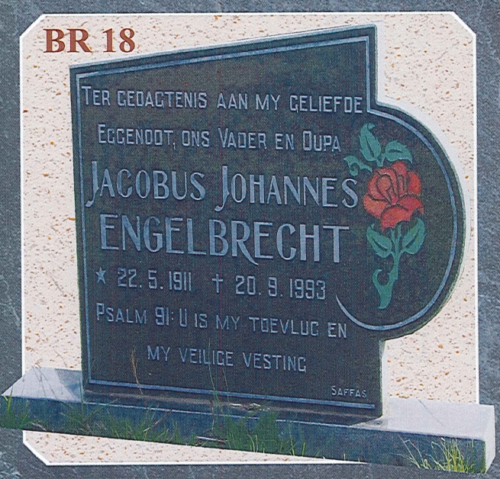 BR 18
TER GEDAGTENIS AAN MY GELIEFDE
EGGENOOT, ONS VADER EN OUPA
JACOBUS JOHANNES
ENGELBRECHT
* 22.5.1911 † 20.9.1993
PSALM 91: U IS MY TOEVLUG EN
MY VEILIGE VESTING
SAFFAS